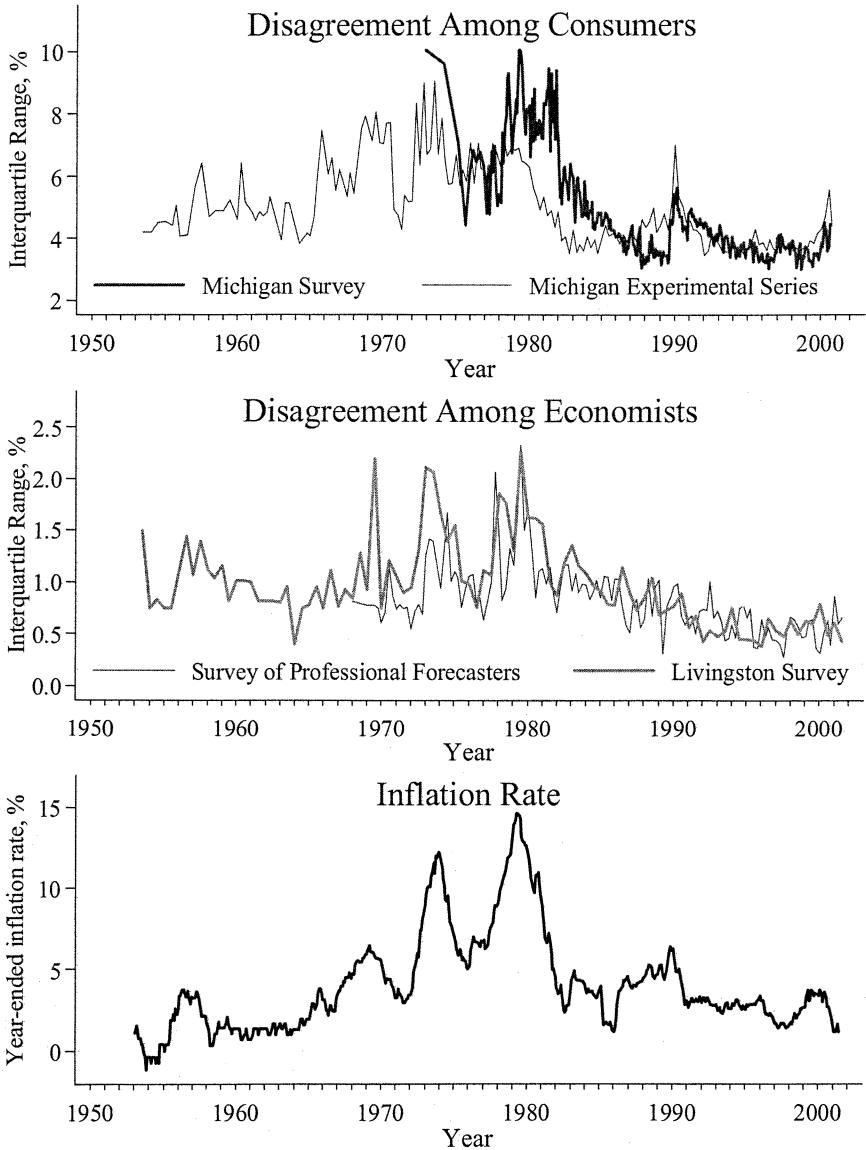 Disagreement Among Consumers
Interquartile Range, %
10
8
6
4
2
Michigan Survey
Michigan Experimental Series
1950 1960 1970 1980 1990 2000
Year
Disagreement Among Economists
Interquartile Range, %
2.5
2.0
1.5
1.0
0.5
0.0
Survey of Professional Forecasters
Livingston Survey
1950 1960 1970 1980 1990 2000
Year
Inflation Rate
Year-ended inflation rate, %
15
10
5
0
1950 1960 1970 1980 1990 2000
Year